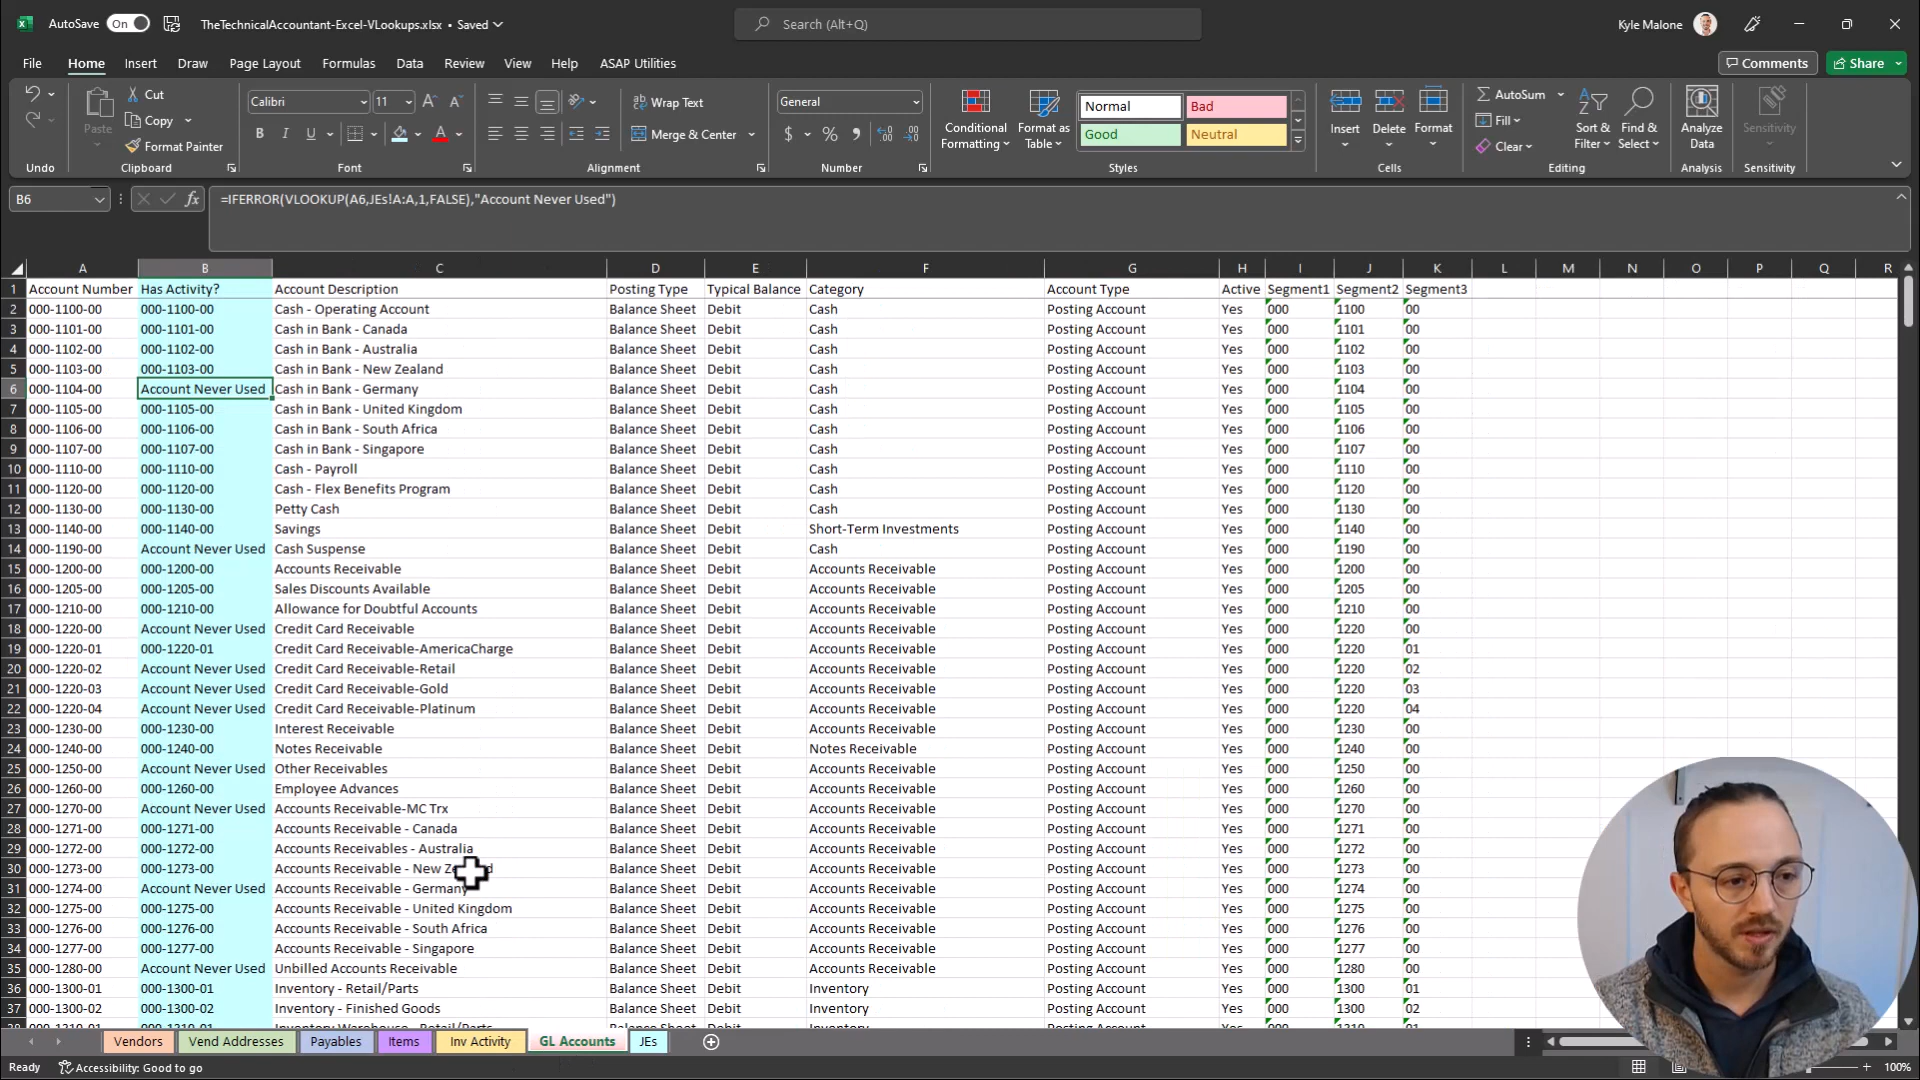 AutoSave On TheTechnicalAccountant-Excel-VLookups.xlsx • Saved Search (Alt+Q) Kyle Malone
File Home Insert Draw Page Layout Formulas Data Review View Help ASAP Utilities Comments Share
Cut Calibri 11 Wrap Text General Normal Bad AutoSum
Paste Copy Conditional Formatting Format as Table Insert Delete Format Fill Sort & Filter Find & Select Analyze Data Sensitivity
Format Painter B I U A Merge & Center $ % Good Neutral Clear
Undo Clipboard Font Alignment Number Styles Cells Editing Analysis Sensitivity
B6 fx =IFERROR(VLOOKUP(A6,JEs!A:A,1,FALSE),"Account Never Used")
A B C D E F G H I J K L M N O P Q R
1 Account Number Has Activity? Account Description Posting Type Typical Balance Category Account Type Active Segment1 Segment2 Segment3
2 000-1100-00 000-1100-00 Cash - Operating Account Balance Sheet Debit Cash Posting Account Yes 000 1100 00
3 000-1101-00 000-1101-00 Cash in Bank - Canada Balance Sheet Debit Cash Posting Account Yes 000 1101 00
4 000-1102-00 000-1102-00 Cash in Bank - Australia Balance Sheet Debit Cash Posting Account Yes 000 1102 00
5 000-1103-00 000-1103-00 Cash in Bank - New Zealand Balance Sheet Debit Cash Posting Account Yes 000 1103 00
6 000-1104-00 Account Never Used Cash in Bank - Germany Balance Sheet Debit Cash Posting Account Yes 000 1104 00
7 000-1105-00 000-1105-00 Cash in Bank - United Kingdom Balance Sheet Debit Cash Posting Account Yes 000 1105 00
8 000-1106-00 000-1106-00 Cash in Bank - South Africa Balance Sheet Debit Cash Posting Account Yes 000 1106 00
9 000-1107-00 000-1107-00 Cash in Bank - Singapore Balance Sheet Debit Cash Posting Account Yes 000 1107 00
10 000-1110-00 000-1110-00 Cash - Payroll Balance Sheet Debit Cash Posting Account Yes 000 1110 00
11 000-1120-00 000-1120-00 Cash - Flex Benefits Program Balance Sheet Debit Cash Posting Account Yes 000 1120 00
12 000-1130-00 000-1130-00 Petty Cash Balance Sheet Debit Cash Posting Account Yes 000 1130 00
13 000-1140-00 000-1140-00 Savings Balance Sheet Debit Short-Term Investments Posting Account Yes 000 1140 00
14 000-1190-00 Account Never Used Cash Suspense Balance Sheet Debit Cash Posting Account Yes 000 1190 00
15 000-1200-00 000-1200-00 Accounts Receivable Balance Sheet Debit Accounts Receivable Posting Account Yes 000 1200 00
16 000-1205-00 000-1205-00 Sales Discounts Available Balance Sheet Debit Accounts Receivable Posting Account Yes 000 1205 00
17 000-1210-00 000-1210-00 Allowance for Doubtful Accounts Balance Sheet Debit Accounts Receivable Posting Account Yes 000 1210 00
18 000-1220-00 Account Never Used Credit Card Receivable Balance Sheet Debit Accounts Receivable Posting Account Yes 000 1220 00
19 000-1220-01 000-1220-01 Credit Card Receivable-AmericaCharge Balance Sheet Debit Accounts Receivable Posting Account Yes 000 1220 01
20 000-1220-02 Account Never Used Credit Card Receivable-Retail Balance Sheet Debit Accounts Receivable Posting Account Yes 000 1220 02
21 000-1220-03 Account Never Used Credit Card Receivable-Gold Balance Sheet Debit Accounts Receivable Posting Account Yes 000 1220 03
22 000-1220-04 Account Never Used Credit Card Receivable-Platinum Balance Sheet Debit Accounts Receivable Posting Account Yes 000 1220 04
23 000-1230-00 000-1230-00 Interest Receivable Balance Sheet Debit Accounts Receivable Posting Account Yes 000 1230 00
24 000-1240-00 000-1240-00 Notes Receivable Balance Sheet Debit Notes Receivable Posting Account Yes 000 1240 00
25 000-1250-00 Account Never Used Other Receivables Balance Sheet Debit Accounts Receivable Posting Account Yes 000 1250 00
26 000-1260-00 000-1260-00 Employee Advances Balance Sheet Debit Accounts Receivable Posting Account Yes 000 1260 00
27 000-1270-00 Account Never Used Accounts Receivable-MC Trx Balance Sheet Debit Accounts Receivable Posting Account Yes 000 1270 00
28 000-1271-00 000-1271-00 Accounts Receivable - Canada Balance Sheet Debit Accounts Receivable Posting Account Yes 000 1271 00
29 000-1272-00 000-1272-00 Accounts Receivables - Australia Balance Sheet Debit Accounts Receivable Posting Account Yes 000 1272 00
30 000-1273-00 000-1273-00 Accounts Receivable - New Balance Sheet Debit Accounts Receivable Posting Account Yes 000 1273 00
31 000-1274-00 Account Never Used Accounts Receivable - Germany Balance Sheet Debit Accounts Receivable Posting Account Yes 000 1274 00
32 000-1275-00 000-1275-00 Accounts Receivable - United Kingdom Balance Sheet Debit Accounts Receivable Posting Account Yes 000 1275 00
33 000-1276-00 000-1276-00 Accounts Receivable - South Africa Balance Sheet Debit Accounts Receivable Posting Account Yes 000 1276 00
34 000-1277-00 000-1277-00 Accounts Receivable - Singapore Balance Sheet Debit Accounts Receivable Posting Account Yes 000 1277 00
35 000-1280-00 Account Never Used Unbilled Accounts Receivable Balance Sheet Debit Accounts Receivable Posting Account Yes 000 1280 00
36 000-1300-01 000-1300-01 Inventory - Retail/Parts Balance Sheet Debit Inventory Posting Account Yes 000 1300 01
37 000-1300-02 000-1300-02 Inventory - Finished Goods Balance Sheet Debit Inventory Posting Account Yes 000 1300 02
Vendors Vend Addresses Payables Items Inv Activity GL Accounts JEs
Ready Accessibility: Good to go 100%